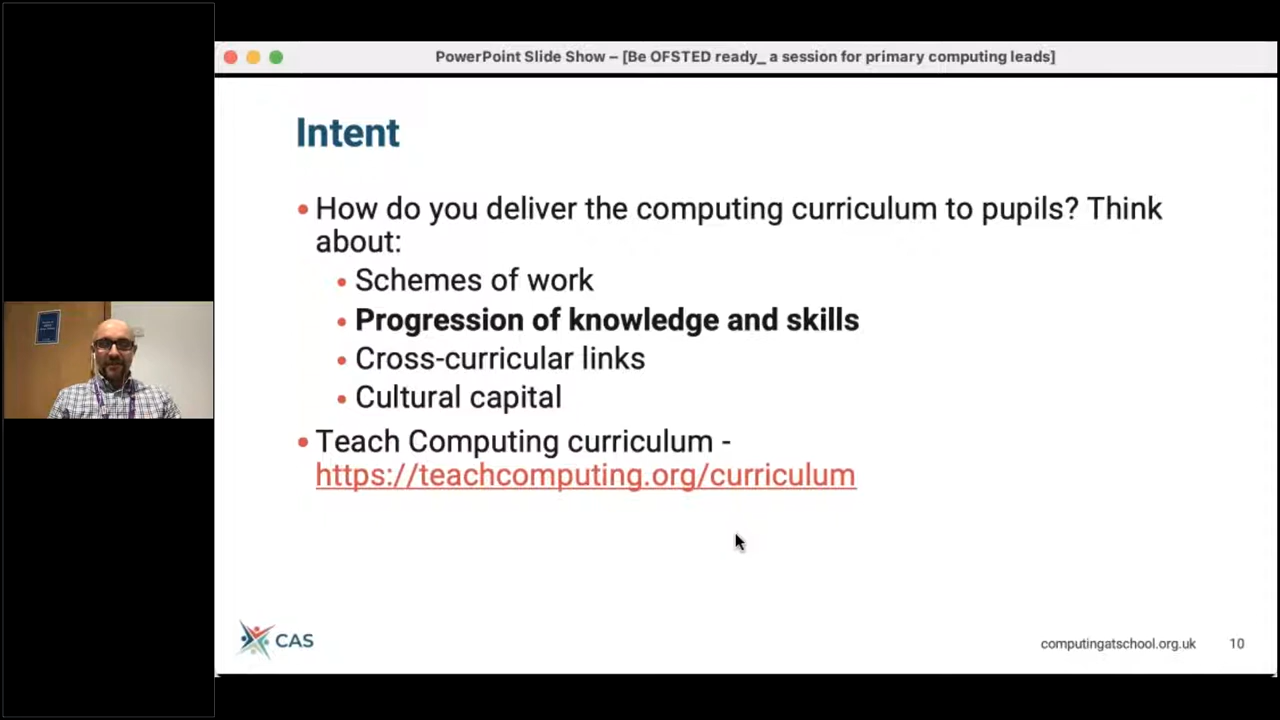 PowerPoint Slide Show – [Be OFSTED ready_ a session for primary computing leads]
Intent
• How do you deliver the computing curriculum to pupils? Think
about:
• Schemes of work
• Progression of knowledge and skills
• Cross-curricular links
• Cultural capital
• Teach Computing curriculum -
https://teachcomputing.org/curriculum
CAS
computingatschool.org.uk 10